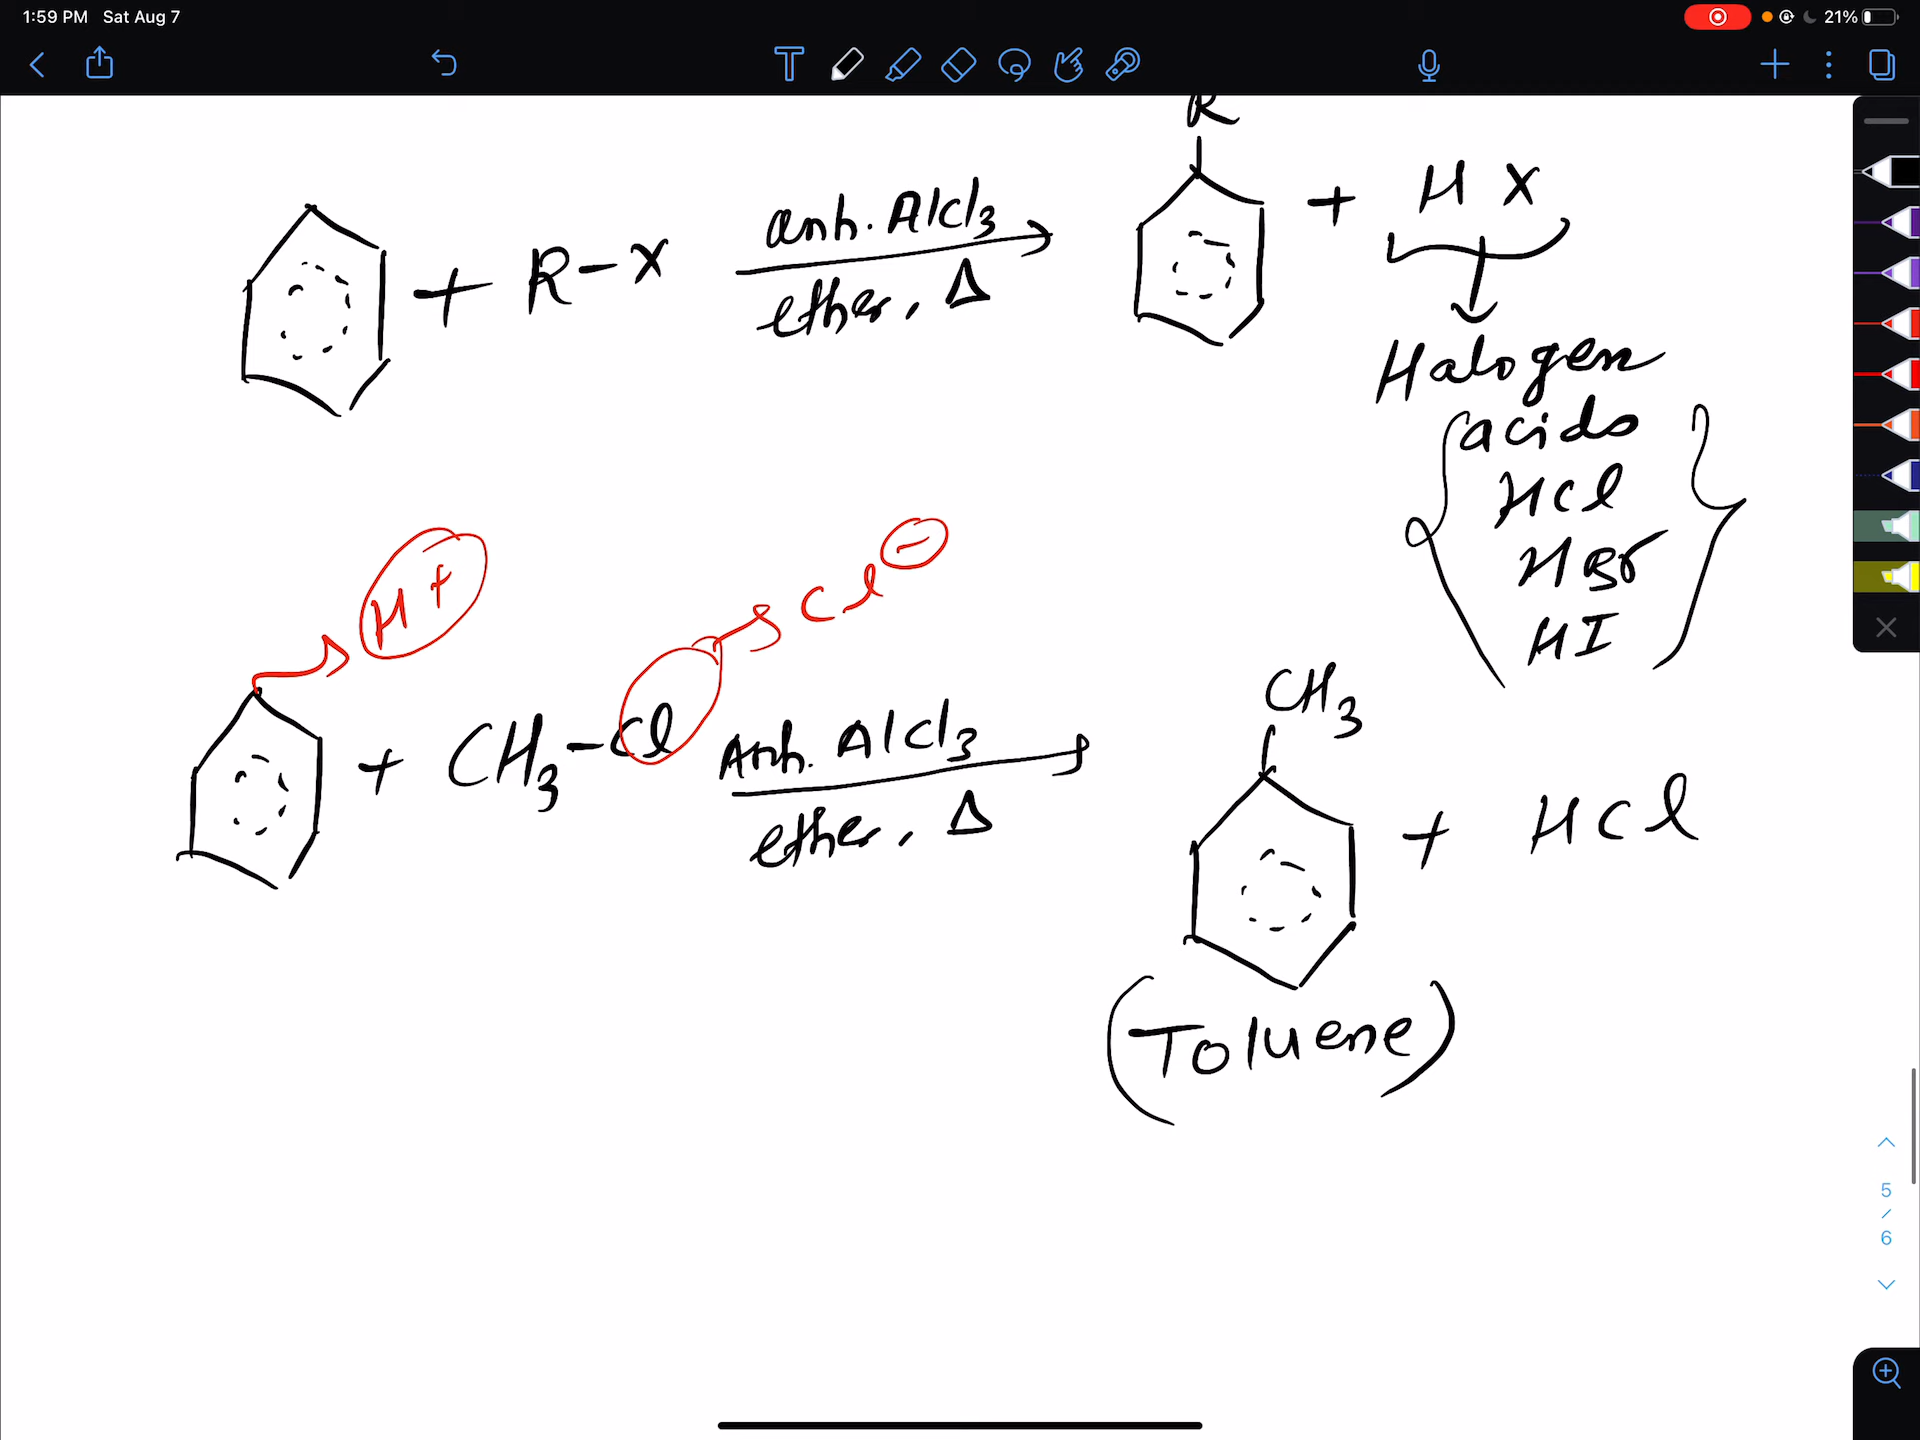 1:59 PM Sat Aug 7
21%
R
+ R-X anh. AlCl3 + HX
ether, Δ
Halogen
acids
HCl
HBr
HI
H+
Cl-
CH3
+ CH3-Cl Anh. AlCl3 + HCl
ether, Δ
(Toluene)
5
/
6